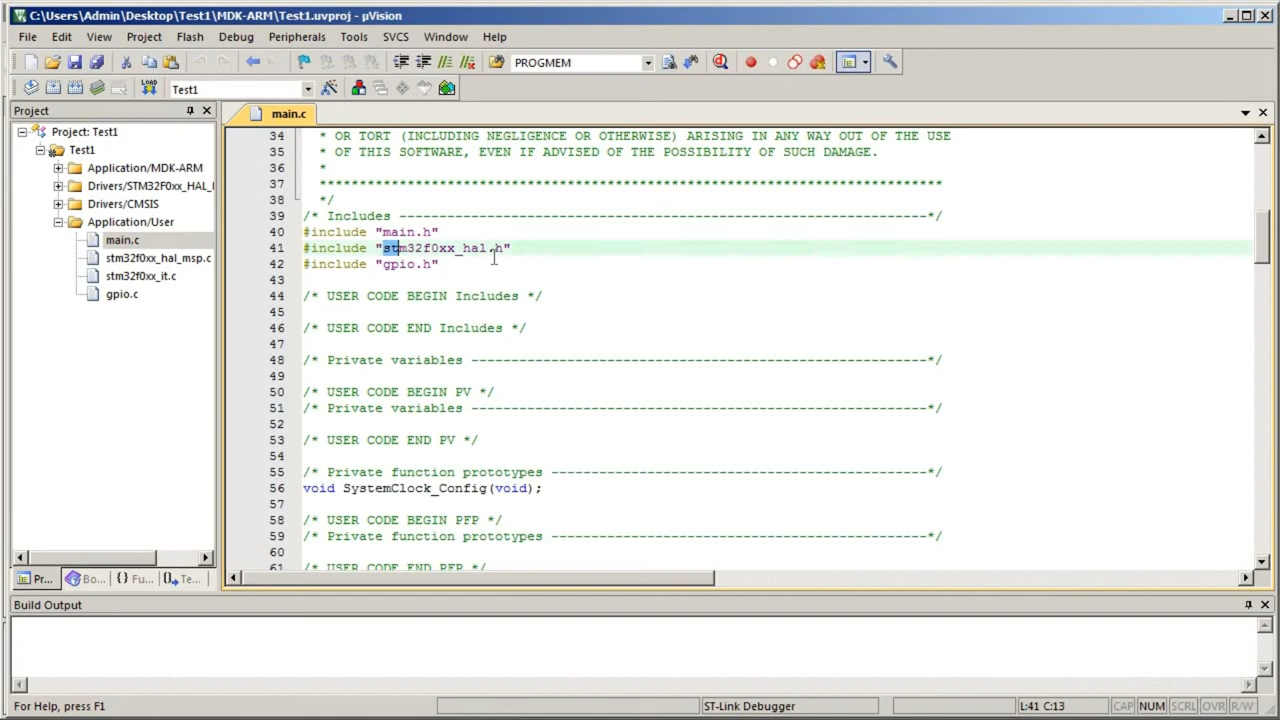 C:\Users\Admin\Desktop\Test1\MDK-ARM\Test1.uvproj - µVision
File Edit View Project Flash Debug Peripherals Tools SVCS Window Help
PROGMEM
LOAD Test1
Project
main.c
Project: Test1
Test1
Application/MDK-ARM
Drivers/STM32F0xx_HAL_
Drivers/CMSIS
Application/User
main.c
stm32f0xx_hal_msp.c
stm32f0xx_it.c
gpio.c
34 * OR TORT (INCLUDING NEGLIGENCE OR OTHERWISE) ARISING IN ANY WAY OUT OF THE USE
35 * OF THIS SOFTWARE, EVEN IF ADVISED OF THE POSSIBILITY OF SUCH DAMAGE.
36 *
37 ******************************************************************************
38 */
39 /* Includes ------------------------------------------------------------------*/
40 #include "main.h"
41 #include "stm32f0xx_hal.h"
42 #include "gpio.h"
43
44 /* USER CODE BEGIN Includes */
45
46 /* USER CODE END Includes */
47
48 /* Private variables ---------------------------------------------------------*/
49
50 /* USER CODE BEGIN PV */
51 /* Private variables ---------------------------------------------------------*/
52
53 /* USER CODE END PV */
54
55 /* Private function prototypes -----------------------------------------------*/
56 void SystemClock_Config(void);
57
58 /* USER CODE BEGIN PFP */
59 /* Private function prototypes -----------------------------------------------*/
60
61 /* USER CODE END PFP */
Pr... Bo... {} Fu... Te...
Build Output
For Help, press F1 ST-Link Debugger L:41 C:13 CAP NUM SCRL OVR R/W